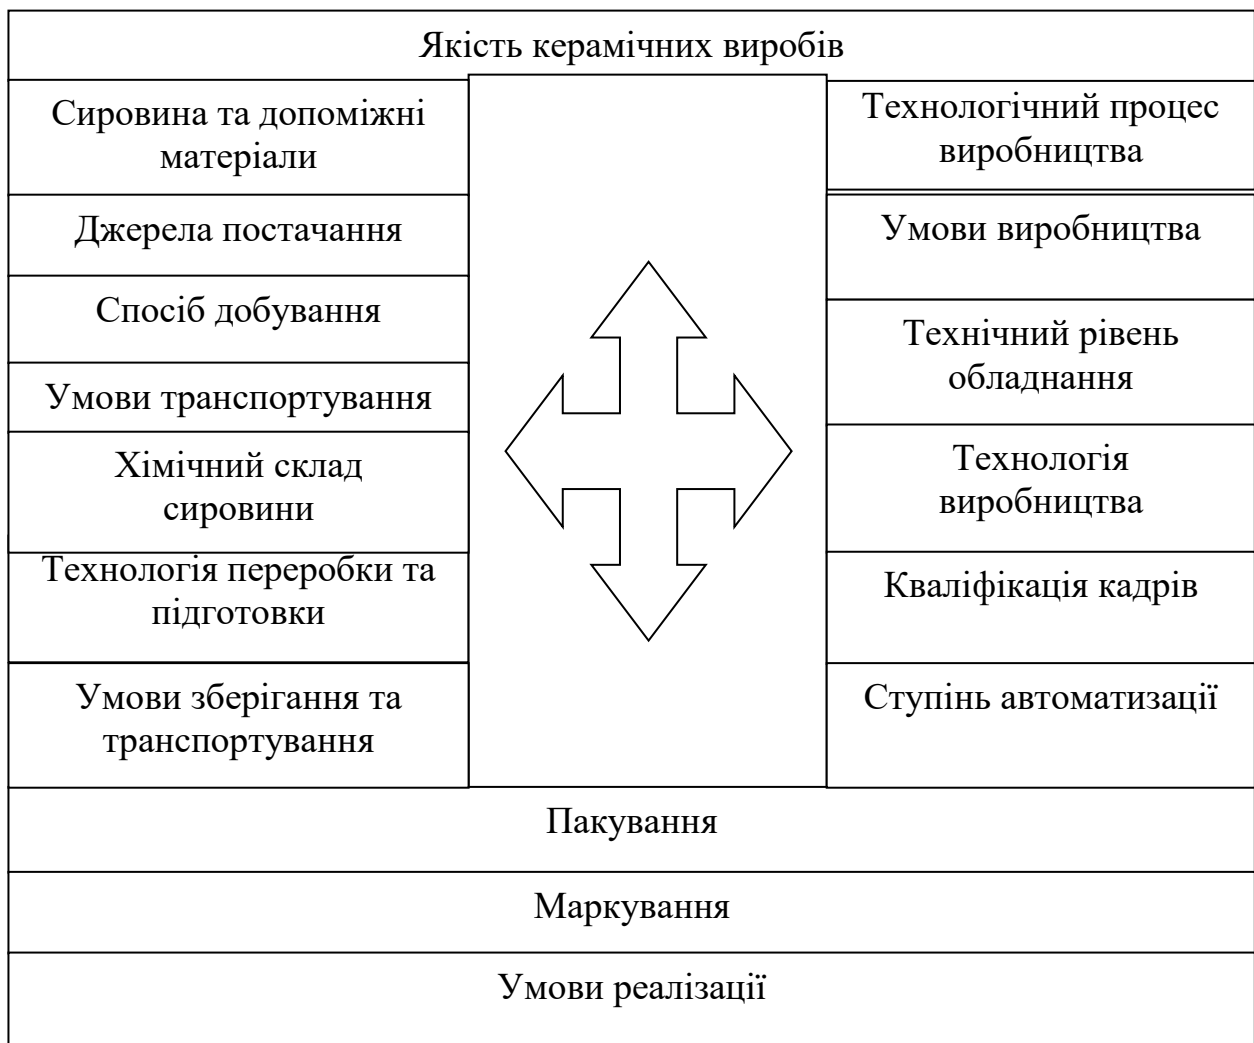 Якість керамічних виробів
Сировина та допоміжні
матеріали
Джерела постачання
Спосіб добування
Умови транспортування
Хімічний склад
сировини
Технологія переробки та
підготовки
Умови зберігання та
транспортування
Технологічний процес
виробництва
Умови виробництва
Технічний рівень
обладнання
Технологія
виробництва
Кваліфікація кадрів
Ступінь автоматизації
Пакування
Маркування
Умови реалізації